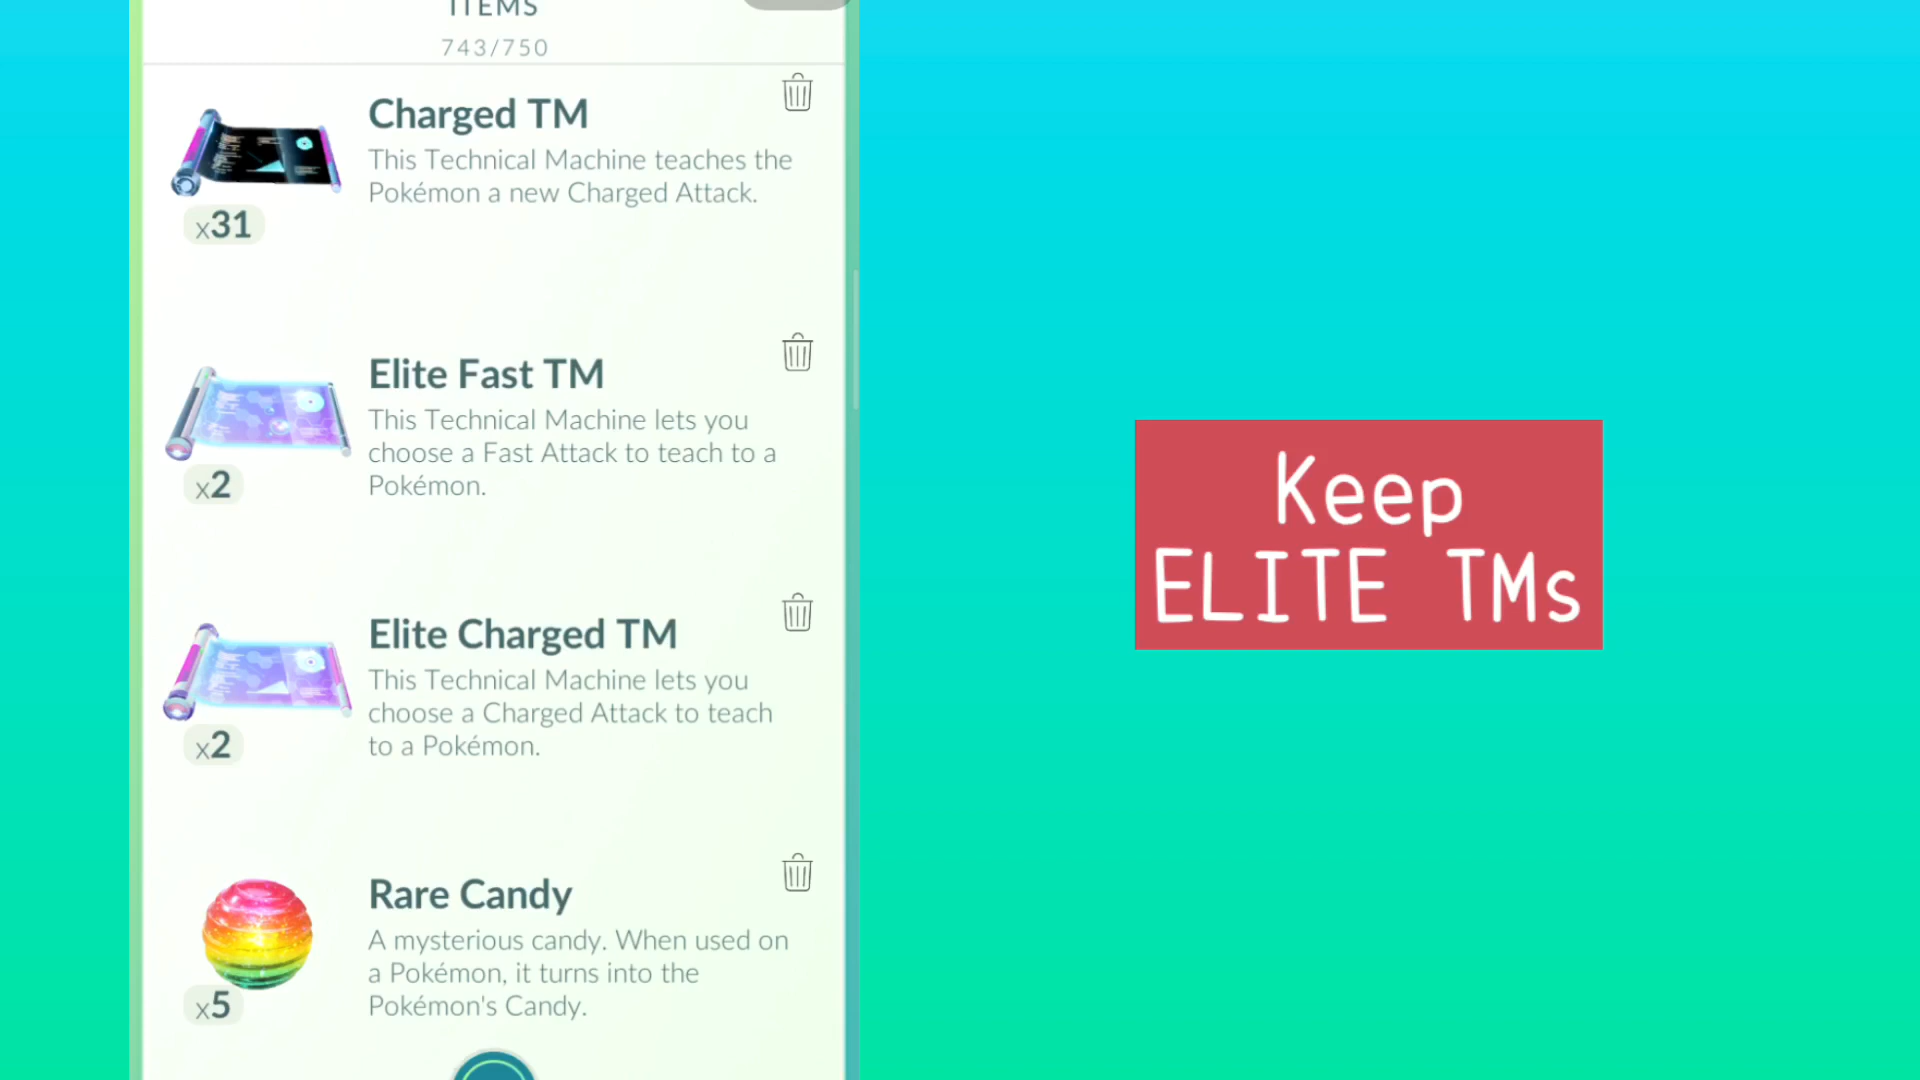 ITEMS
743/750
Charged TM
This Technical Machine teaches the
Pokémon a new Charged Attack.
x31
Elite Fast TM
This Technical Machine lets you
choose a Fast Attack to teach to a
Pokémon.
x2
Elite Charged TM
This Technical Machine lets you
choose a Charged Attack to teach
to a Pokémon.
x2
Rare Candy
A mysterious candy. When used on
a Pokémon, it turns into the
Pokémon's Candy.
x5
Keep
ELITE TMs